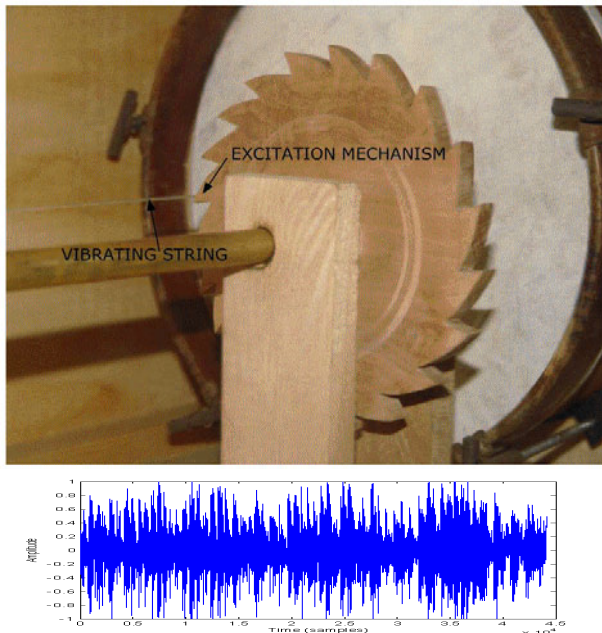 EXCITATION MECHANISM
VIBRATING STRING
1
0.8
0.6
0.4
0.2
0
-0.2
-0.4
-0.6
-0.8
-1
Amplitude
0 0.5 1 1.5 2 2.5 3 3.5 4 4.5
Time (samples)
× 10⁴